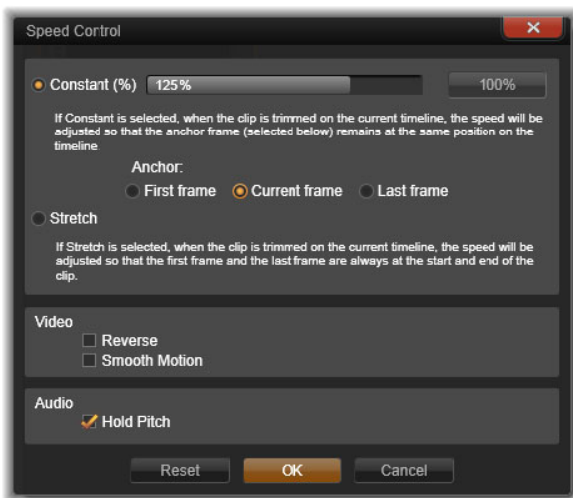 Speed Control
Constant (%) 125% 100%
If Constant is selected, when the clip is trimmed on the current timeline, the speed will be
adjusted so that the anchor frame (selected below) remains at the same position on the
timeline
Anchor:
First frame Current frame Last frame
Stretch
If Stretch is selected, when the clip is trimmed on the current timeline, the speed will be
adjusted so that the first frame and the last frame are always at the start and end of the
clip.
Video
Reverse
Smooth Motion
Audio
Hold Pitch
Reset OK Cancel